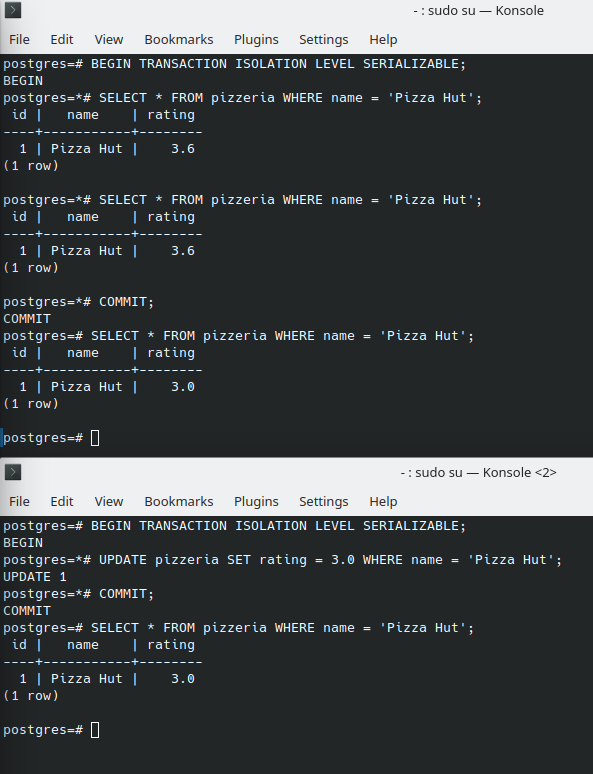 - : sudo su — Konsole
File Edit View Bookmarks Plugins Settings Help
postgres=# BEGIN TRANSACTION ISOLATION LEVEL SERIALIZABLE;
BEGIN
postgres=*# SELECT * FROM pizzeria WHERE name = 'Pizza Hut';
 id |   name    | rating
----+-----------+--------
  1 | Pizza Hut |    3.6
(1 row)

postgres=*# SELECT * FROM pizzeria WHERE name = 'Pizza Hut';
 id |   name    | rating
----+-----------+--------
  1 | Pizza Hut |    3.6
(1 row)

postgres=*# COMMIT;
COMMIT
postgres=# SELECT * FROM pizzeria WHERE name = 'Pizza Hut';
 id |   name    | rating
----+-----------+--------
  1 | Pizza Hut |    3.0
(1 row)

postgres=#
- : sudo su — Konsole <2>
File Edit View Bookmarks Plugins Settings Help
postgres=# BEGIN TRANSACTION ISOLATION LEVEL SERIALIZABLE;
BEGIN
postgres=*# UPDATE pizzeria SET rating = 3.0 WHERE name = 'Pizza Hut';
UPDATE 1
postgres=*# COMMIT;
COMMIT
postgres=# SELECT * FROM pizzeria WHERE name = 'Pizza Hut';
 id |   name    | rating
----+-----------+--------
  1 | Pizza Hut |    3.0
(1 row)

postgres=#